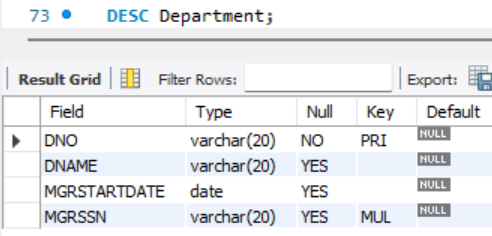 73 DESC Department;
Result Grid Filter Rows: Export:
Field Type Null Key Default
DNO varchar(20) NO PRI NULL
DNAME varchar(20) YES NULL
MGRSTARTDATE date YES NULL
MGRSSN varchar(20) YES MUL NULL